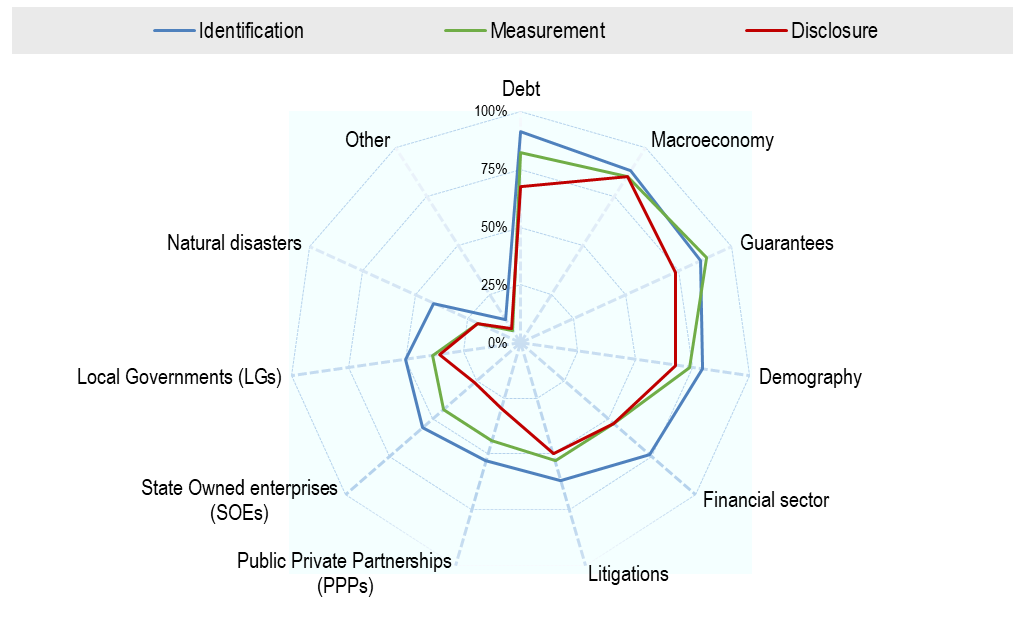 Identification
Measurement
Disclosure
Debt
100%
Other
Macroeconomy
75%
Natural disasters
50%
Guarantees
25%
0%
Local Governments (LGs)
Demography
State Owned enterprises
(SOEs)
Financial sector
Public Private Partnerships
(PPPs)
Litigations